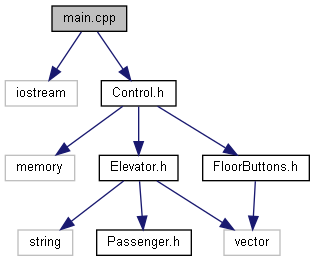 main.cpp
iostream
Control.h
memory
Elevator.h
FloorButtons.h
string
Passenger.h
vector